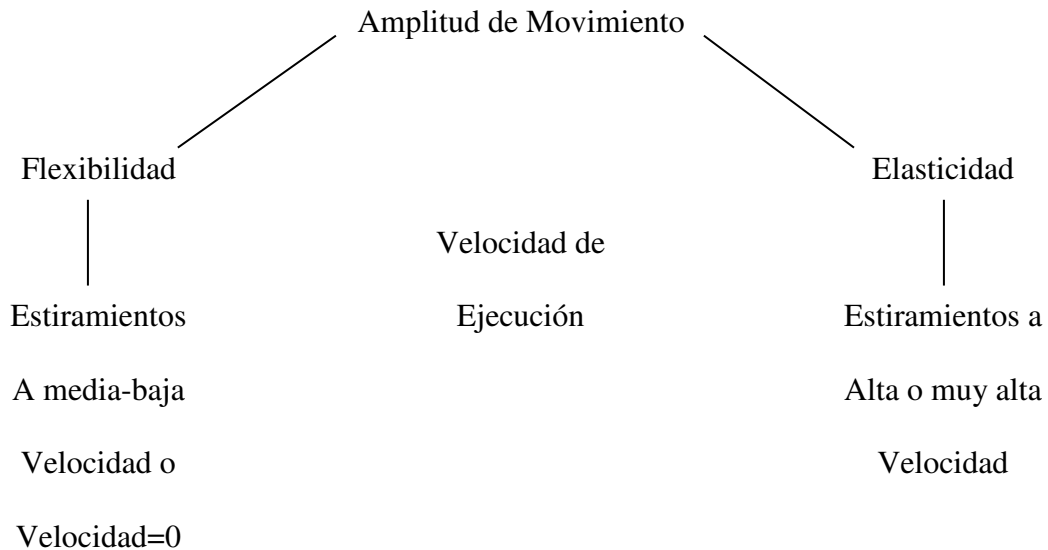 Amplitud de Movimiento
Flexibilidad
Elasticidad
Velocidad de
Ejecución
Estiramientos
A media-baja
Velocidad o
Velocidad=0
Estiramientos a
Alta o muy alta
Velocidad